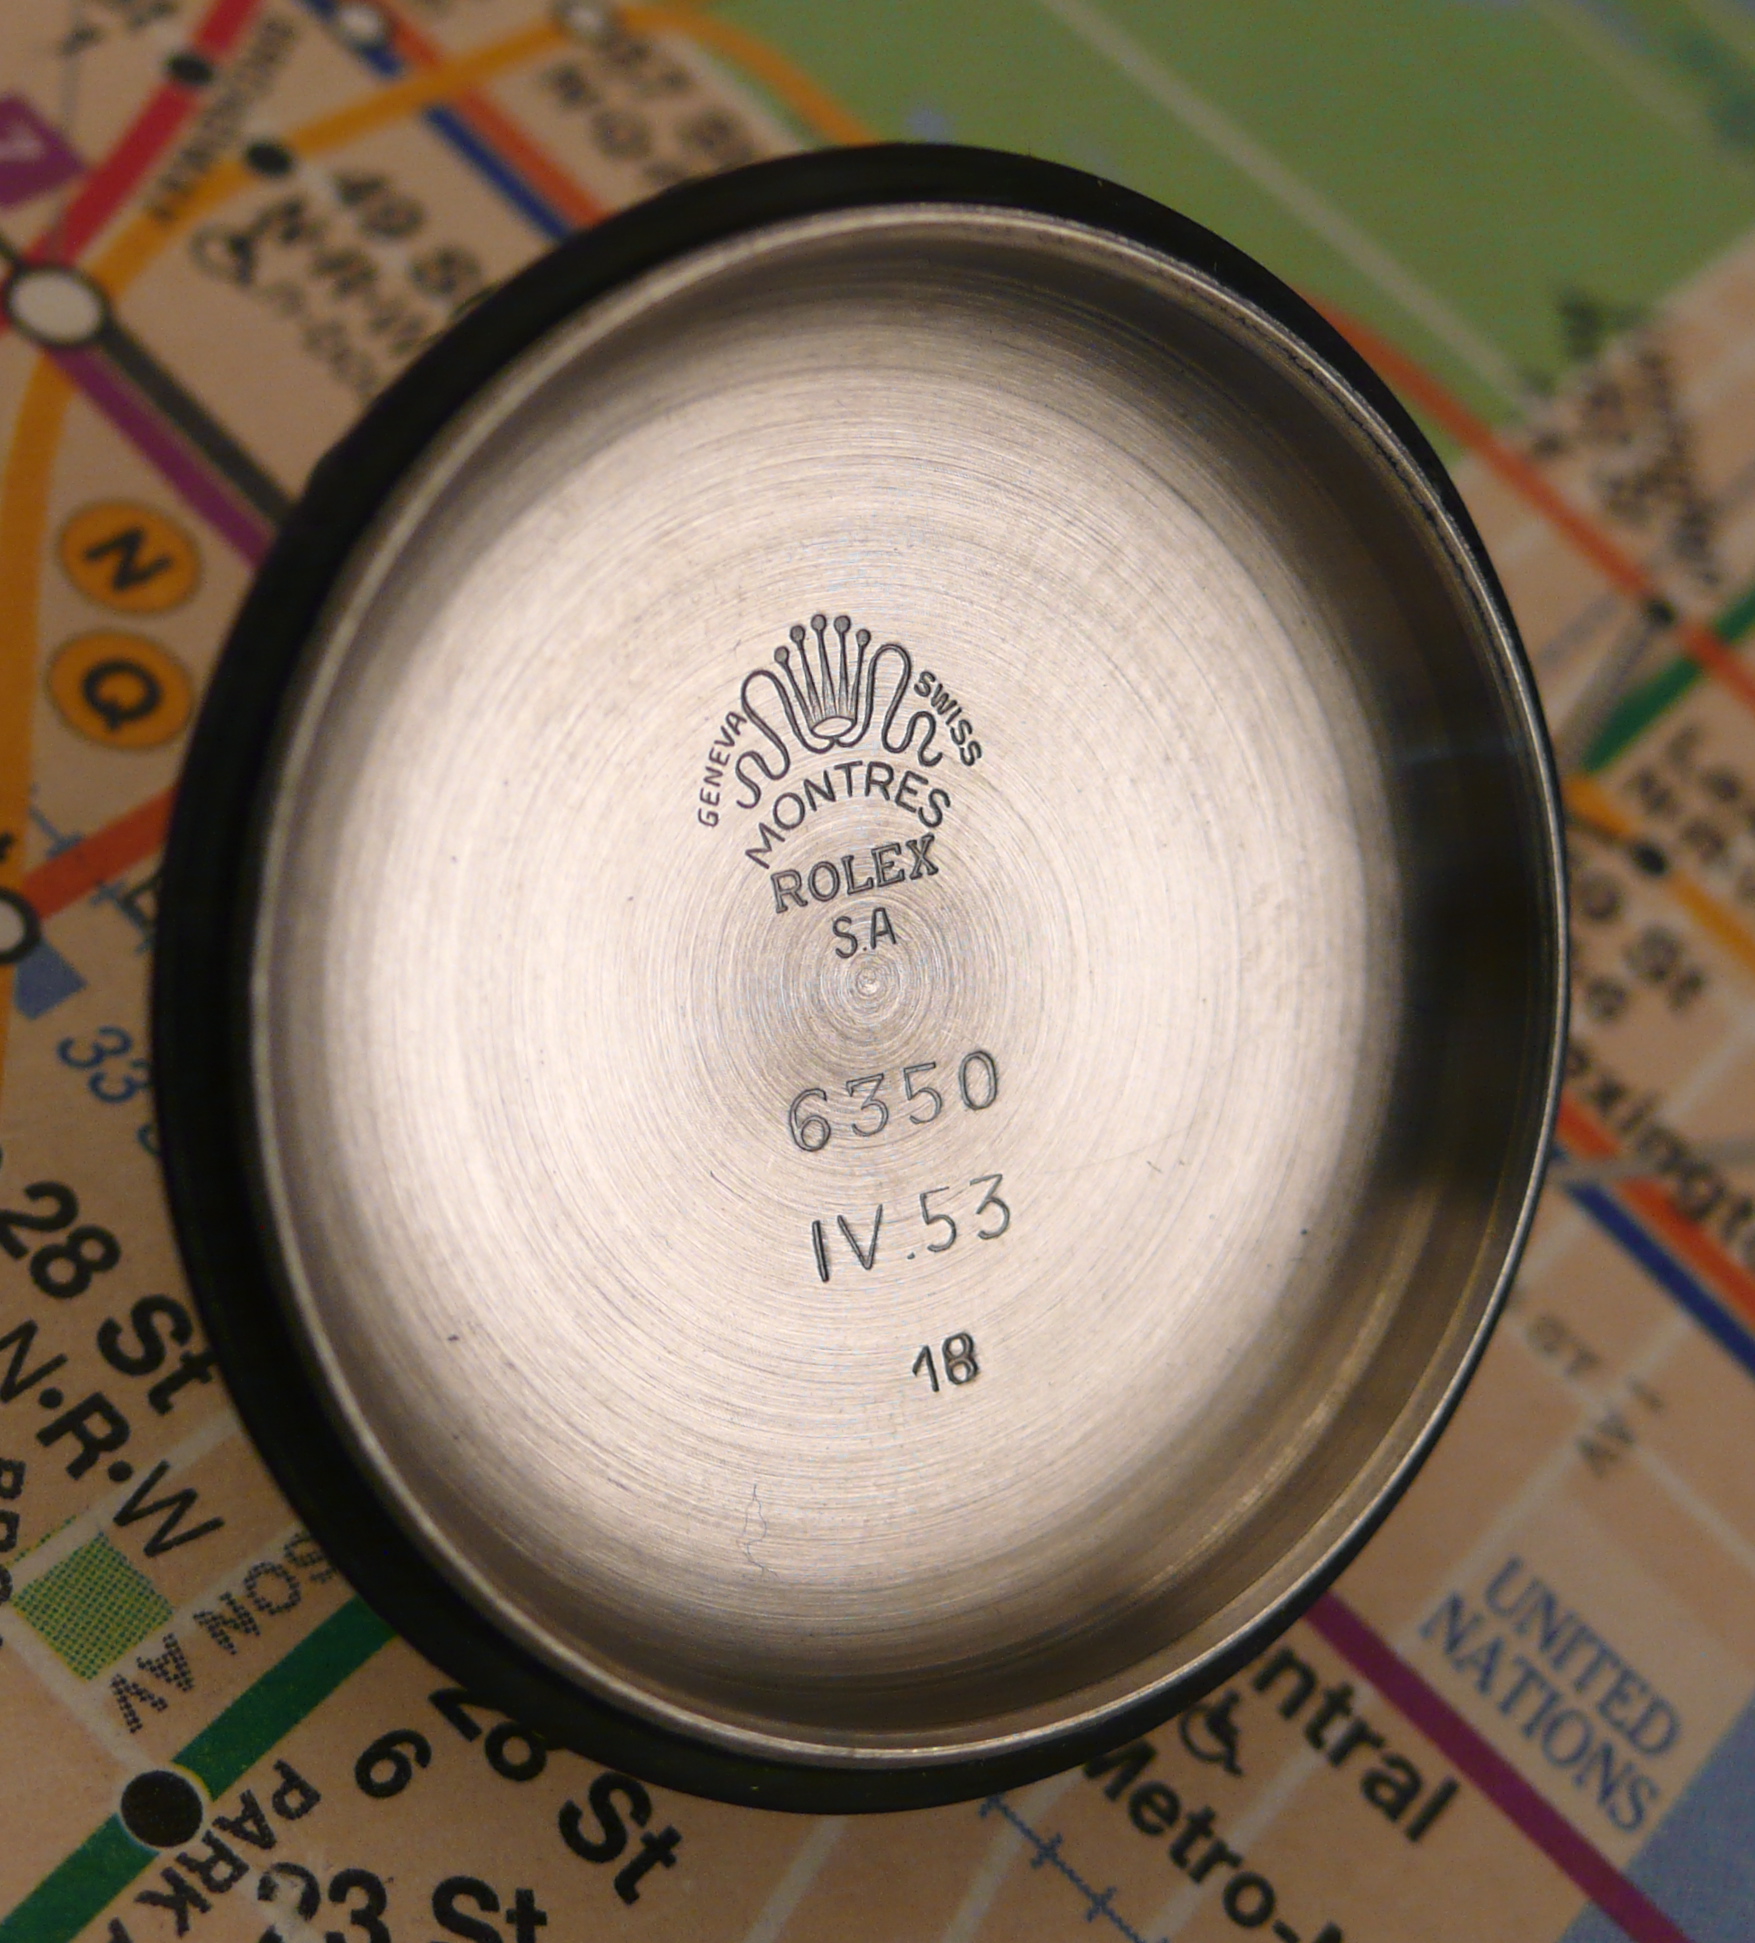 GENEVA SWISS
MONTRES
ROLEX
S.A
6350
IV.53
18
49 St
N
Q
33
28 St
N•R•W
28 St
6
PARK
St
ntral
Metro-
UNITED
NATIONS